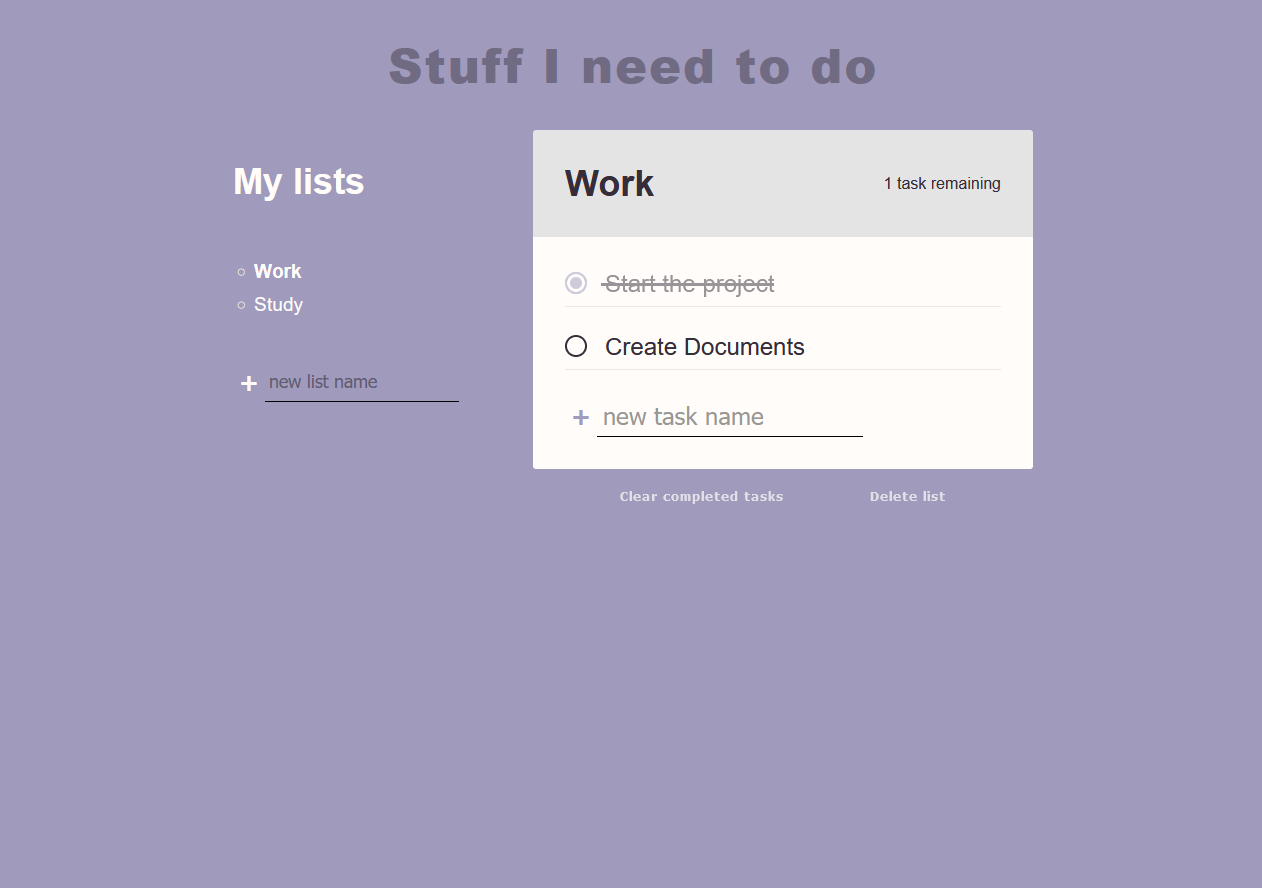 Stuff I need to do
My lists
Work
Study
+ new list name
Work
1 task remaining
Start the project
Create Documents
+ new task name
Clear completed tasks
Delete list